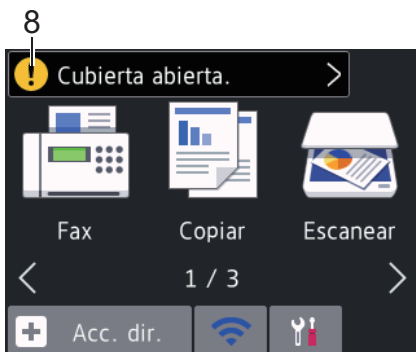 8
! Cubierta abierta. >
Fax Copiar Escanear
< 1 / 3 >
+ Acc. dir.